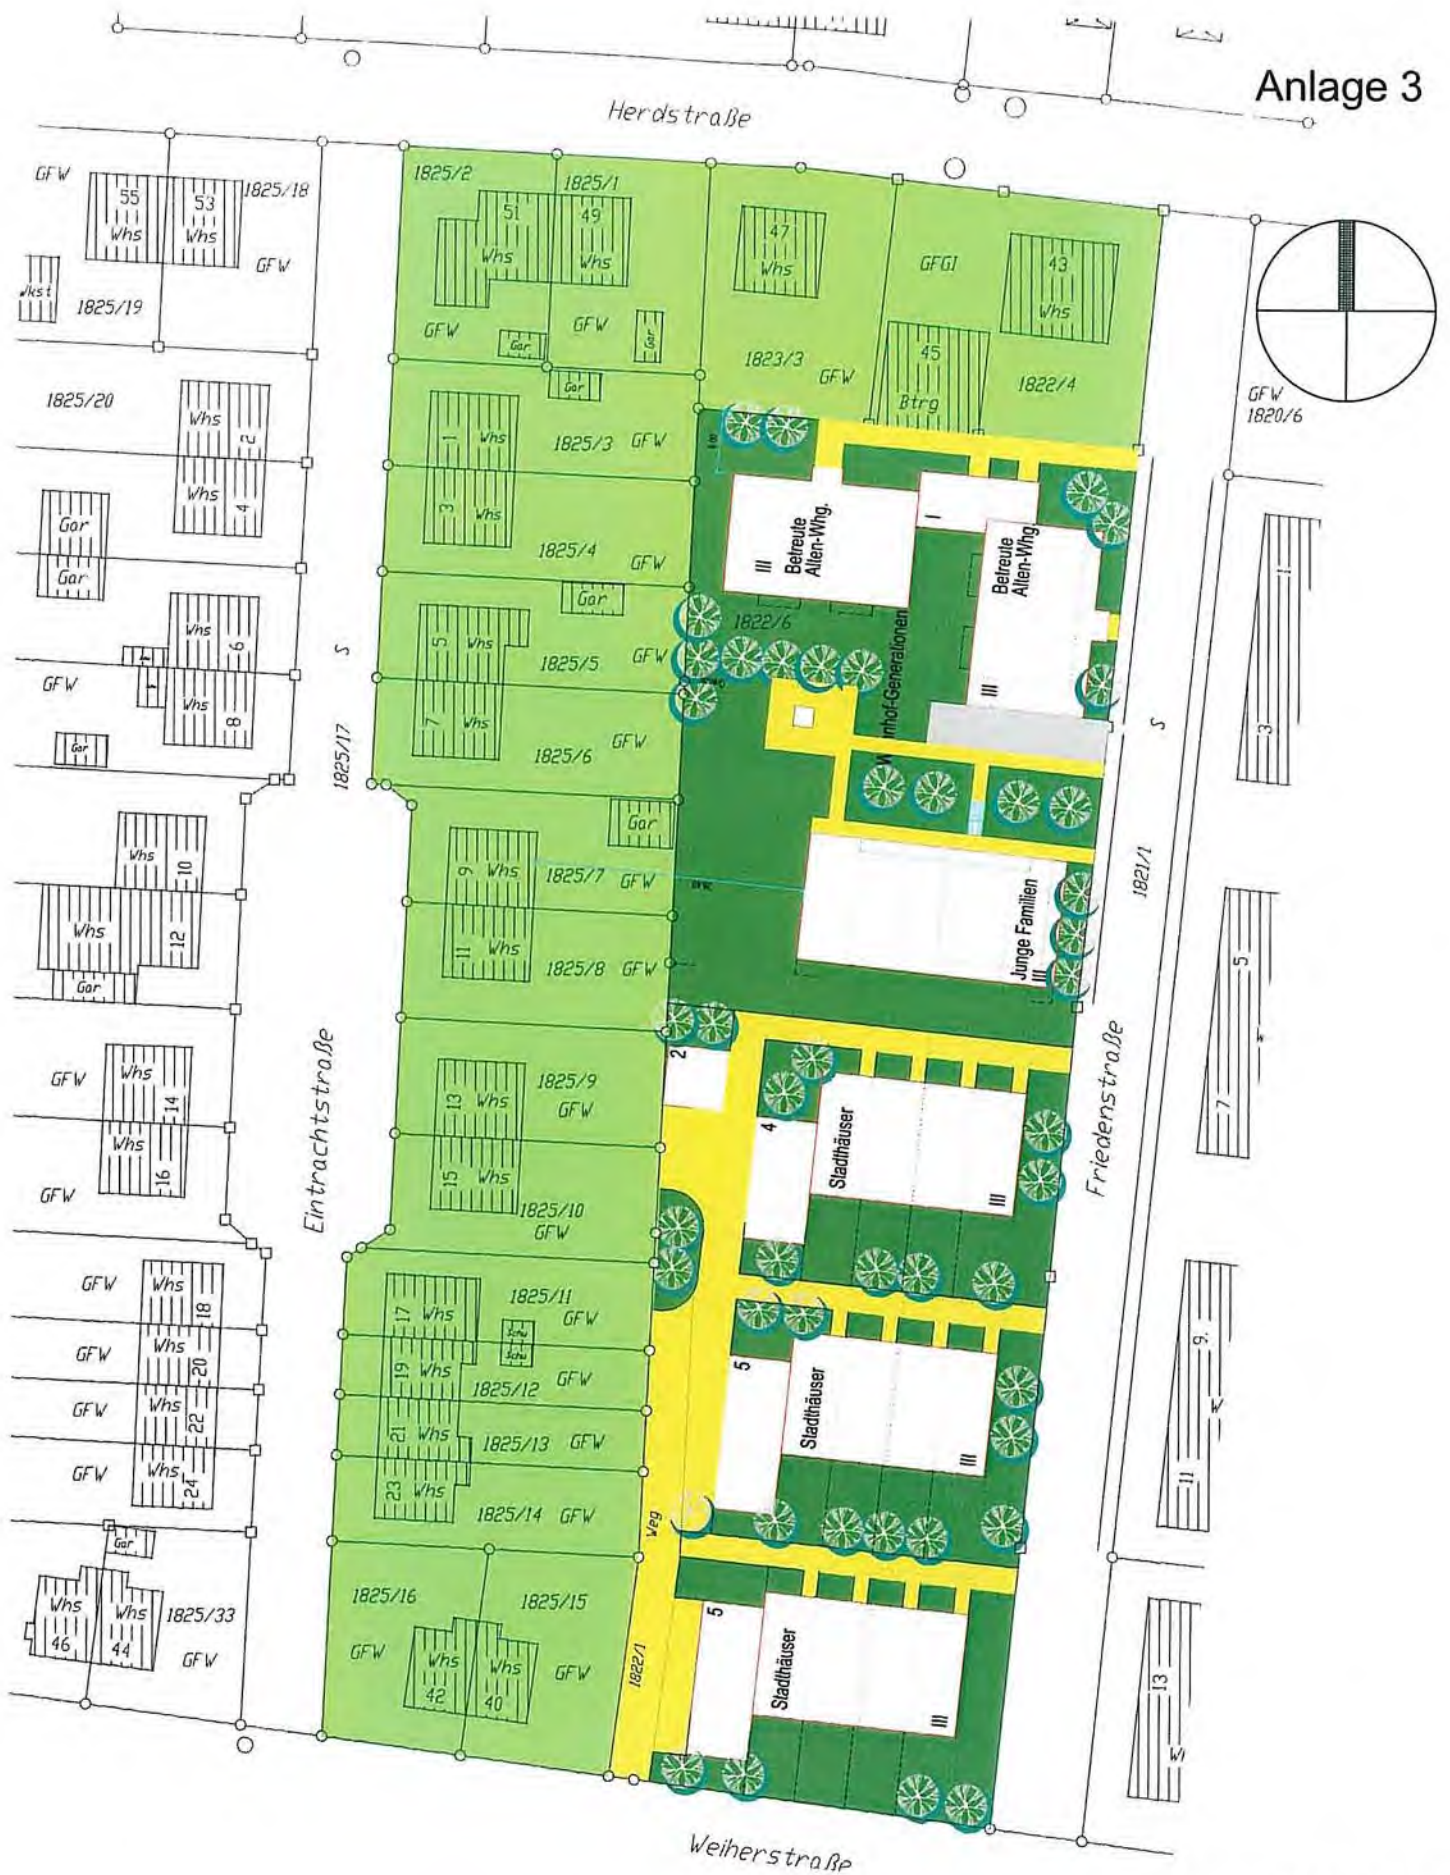 Anlage 3
Herdstraße
GFW
55
Whs
53
Whs
1825/18
GFW
1825/19
1825/2
1825/1
51
Whs
49
Whs
GFW
Gar
GFW
Gar
47
Whs
1823/3
GFW
GFGI
45
Btrg
43
Whs
1822/4
GFW
1820/6
1825/20
Whs
2
Whs
4
Gar
Gar
Whs
6
GFW
Whs
8
Gar
S
1825/17
Gar
1
Whs
1825/3
GFW
3
Whs
1825/4
GFW
Gar
5
Whs
1825/5
GFW
7
Whs
1825/6
GFW
Gar
9
Whs
1825/7
GFW
11
Whs
1825/8
GFW
III
Betreute
Alten-Whg.
I
Betreute
Alten-Whg.
III
1822/6
Junge Familien
III
S
1821/1
1
3
5
7
Whs
10
Whs
12
Gar
GFW
Whs
14
Whs
16
GFW
Eintrachtstraße
13
Whs
1825/9
GFW
15
Whs
1825/10
GFW
2
4
Stadthäuser
III
Friedenstraße
GFW
Whs
18
GFW
Whs
20
GFW
Whs
22
GFW
Whs
24
17
Whs
1825/11
GFW
Schu
Schu
19
Whs
1825/12
GFW
21
Whs
1825/13
GFW
23
Whs
1825/14
GFW
Weg
5
Stadthäuser
III
9
W
11
Gar
Whs
46
Whs
44
1825/33
GFW
1825/16
GFW
Whs
42
1825/15
Whs
40
GFW
1822/1
5
Stadthäuser
III
13
Weiherstraße